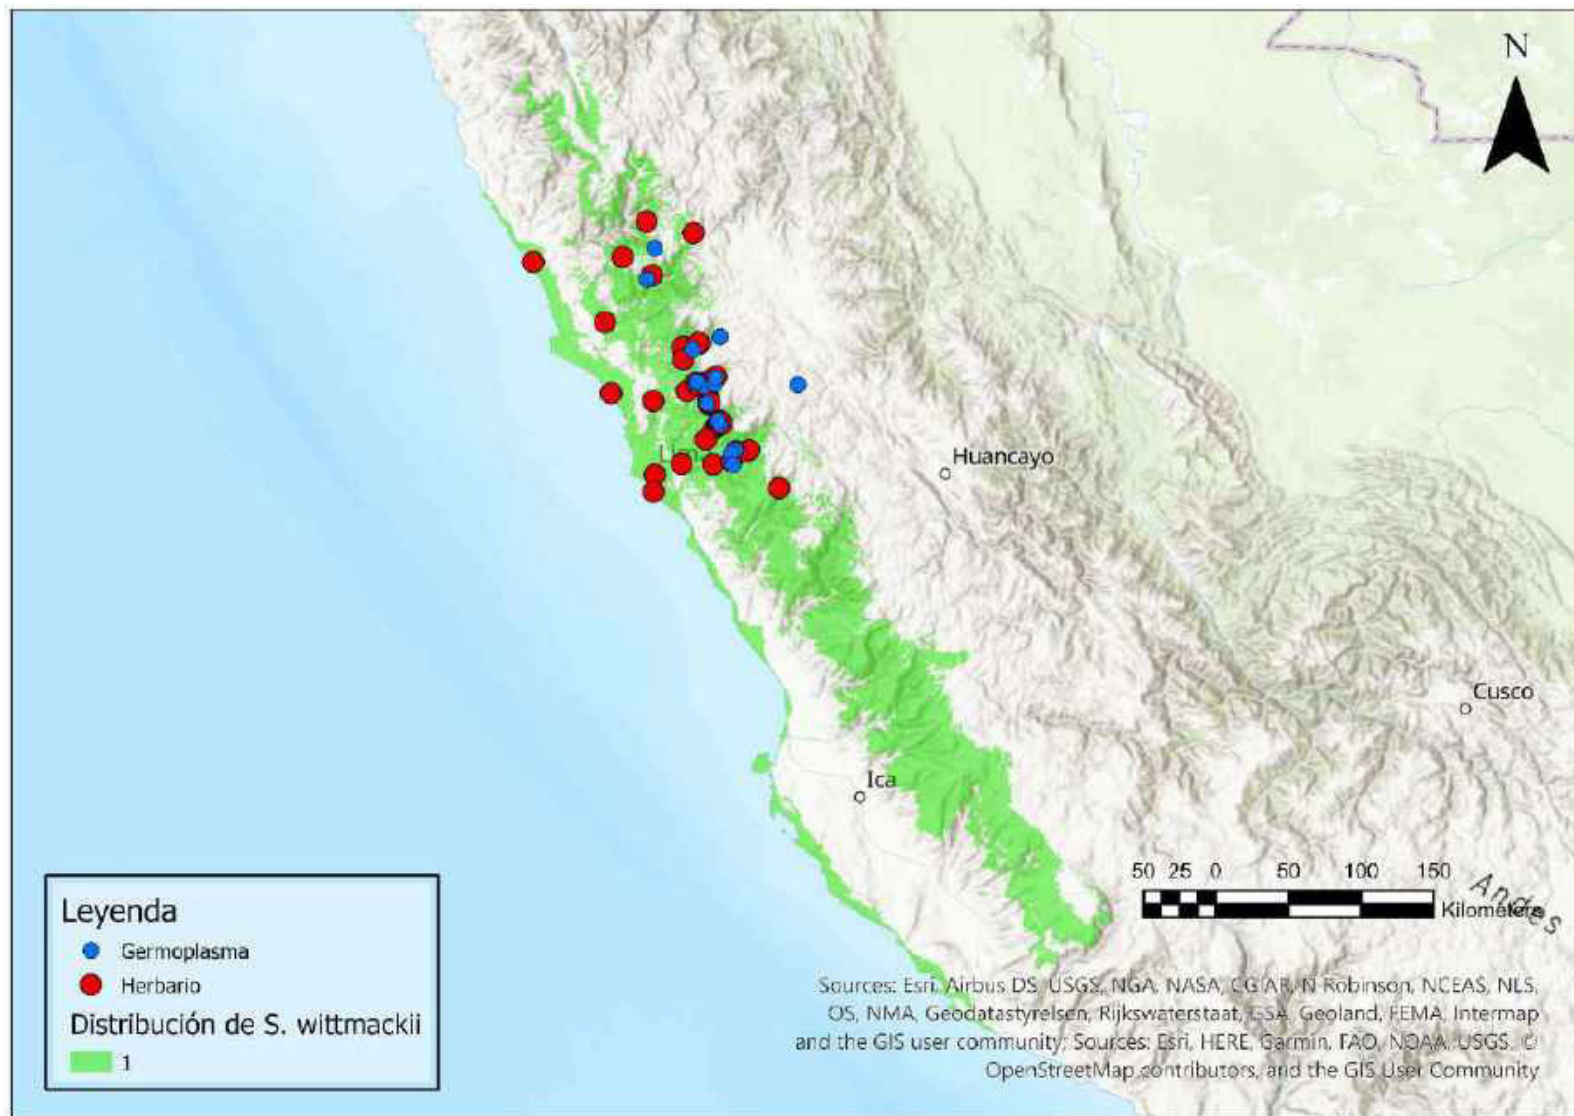 N
Lima
Huancayo
Cusco
Ica
50 25 0 50 100 150
Kilometers
Andes
Leyenda
Germoplasma
Herbario
Distribución de S. wittmackii
1
Sources: Esri, Airbus DS, USGS, NGA, NASA, CGIAR, N Robinson, NCEAS, NLS,
OS, NMA, Geodatastyrelsen, Rijkswaterstaat, GSA, Geoland, FEMA, Intermap
and the GIS user community; Sources: Esri, HERE, Garmin, FAO, NOAA, USGS, ©
OpenStreetMap contributors, and the GIS User Community